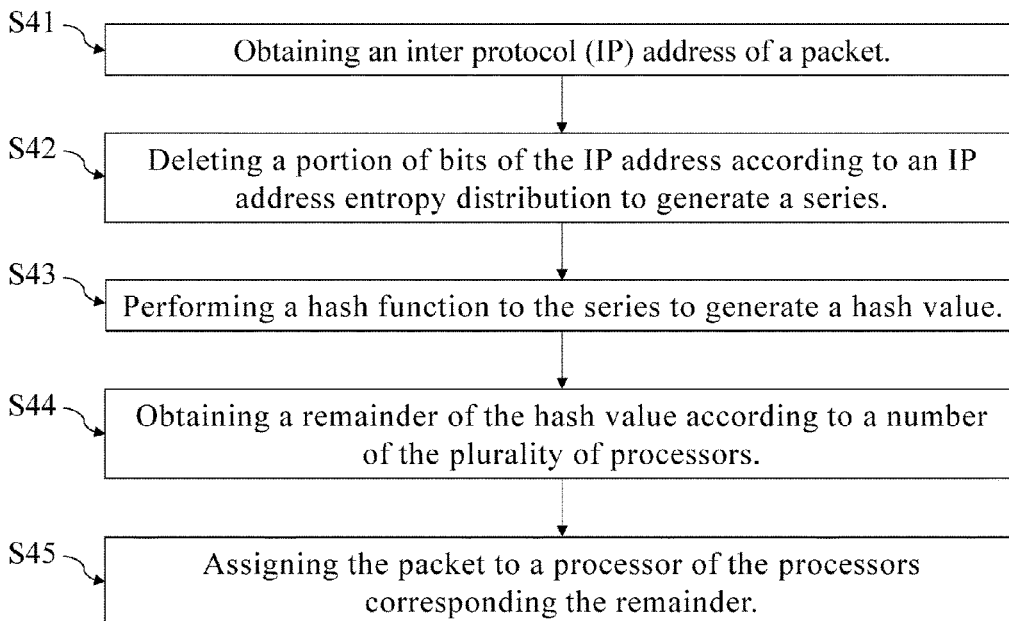 S41
Obtaining an inter protocol (IP) address of a packet.
S42
Deleting a portion of bits of the IP address according to an IP
address entropy distribution to generate a series.
S43
Performing a hash function to the series to generate a hash value.
S44
Obtaining a remainder of the hash value according to a number
of the plurality of processors.
S45
Assigning the packet to a processor of the processors
corresponding the remainder.